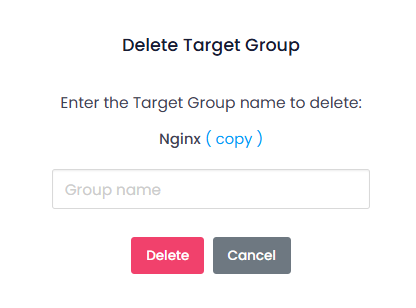 Delete Target Group
Enter the Target Group name to delete:
Nginx ( copy )
Group name
Delete Cancel